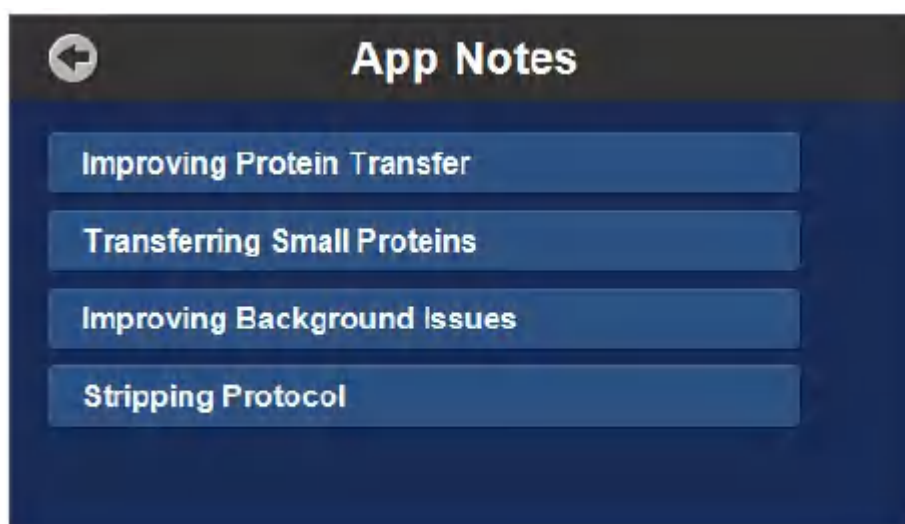 App Notes
Improving Protein Transfer
Transferring Small Proteins
Improving Background Issues
Stripping Protocol